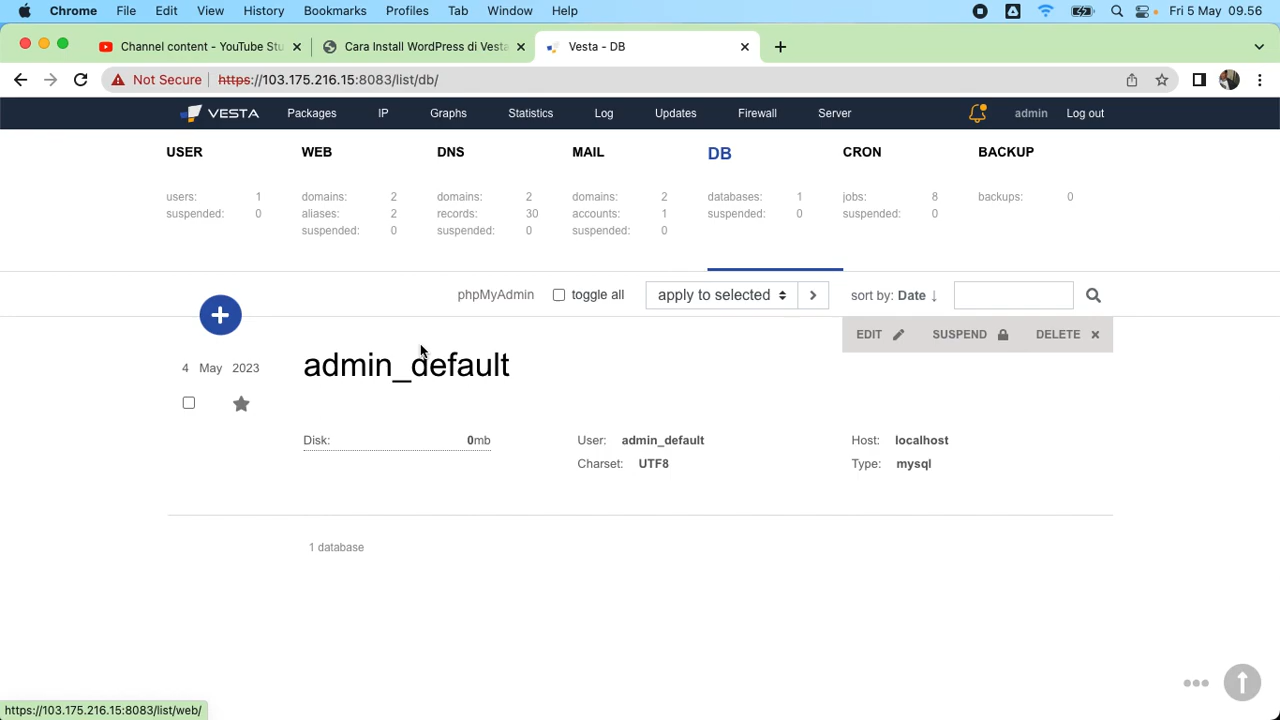 Chrome File Edit View History Bookmarks Profiles Tab Window Help Fri 5 May 09.56
Channel content - YouTube Stu Cara Install WordPress di Vesta Vesta - DB
Not Secure https://103.175.216.15:8083/list/db/
VESTA Packages IP Graphs Statistics Log Updates Firewall Server admin Log out
USER WEB DNS MAIL DB CRON BACKUP
users: 1 domains: 2 domains: 2 domains: 2 databases: 1 jobs: 8 backups: 0
suspended: 0 aliases: 2 records: 30 accounts: 1 suspended: 0 suspended: 0
suspended: 0 suspended: 0 suspended: 0
phpMyAdmin toggle all apply to selected sort by: Date ↓
EDIT SUSPEND DELETE
4 May 2023 admin_default
Disk: 0mb User: admin_default Host: localhost
Charset: UTF8 Type: mysql
1 database
https://103.175.216.15:8083/list/web/